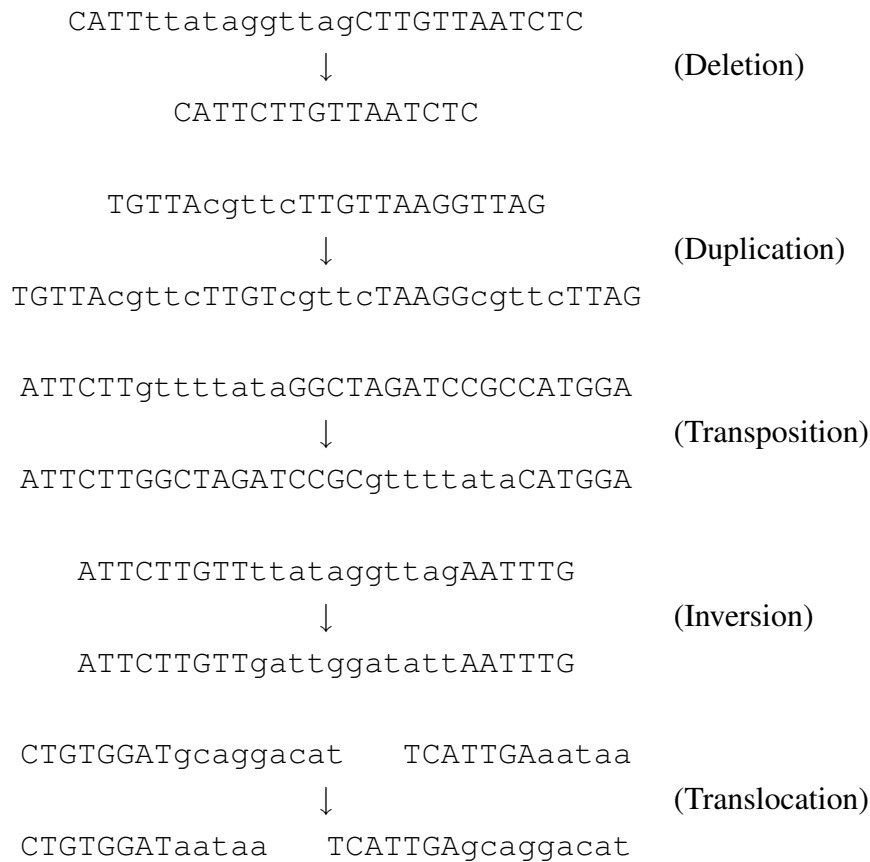 CATTttataggttagCTTGTTAATCTC
↓ (Deletion)
CATTCTTGTTAATCTC
TGTTAcgttcTTGTTAAGGTTAG
↓ (Duplication)
TGTTAcgttcTTGTcgttcTAAGGcgttcTTAG
ATTCTTgttttataGGCTAGATCCGCCATGGA
↓ (Transposition)
ATTCTTGGCTAGATCCGCgttttataCATGGA
ATTCTTGTTttataggttagAATTTG
↓ (Inversion)
ATTCTTGTTgattggatattAATTTG
CTGTGGATgcaggacat TCATTGAaataa
↓ (Translocation)
CTGTGGATaataa TCATTGAgcaggacat